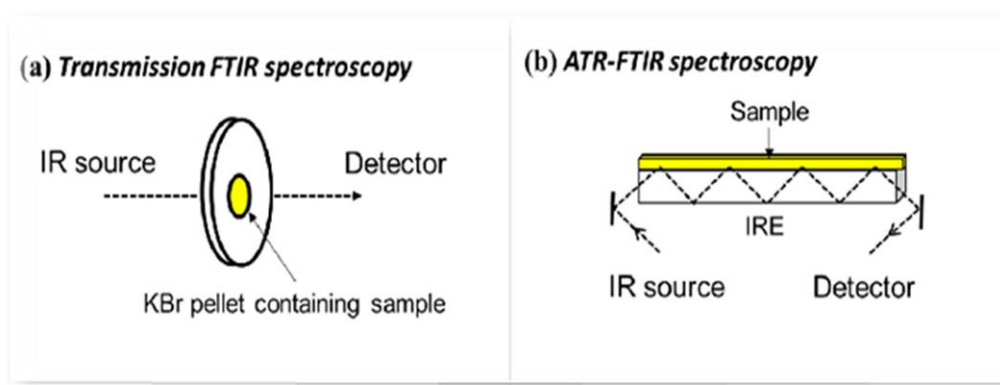 (a) Transmission FTIR spectroscopy
IR source
Detector
KBr pellet containing sample
(b) ATR-FTIR spectroscopy
Sample
IRE
IR source
Detector